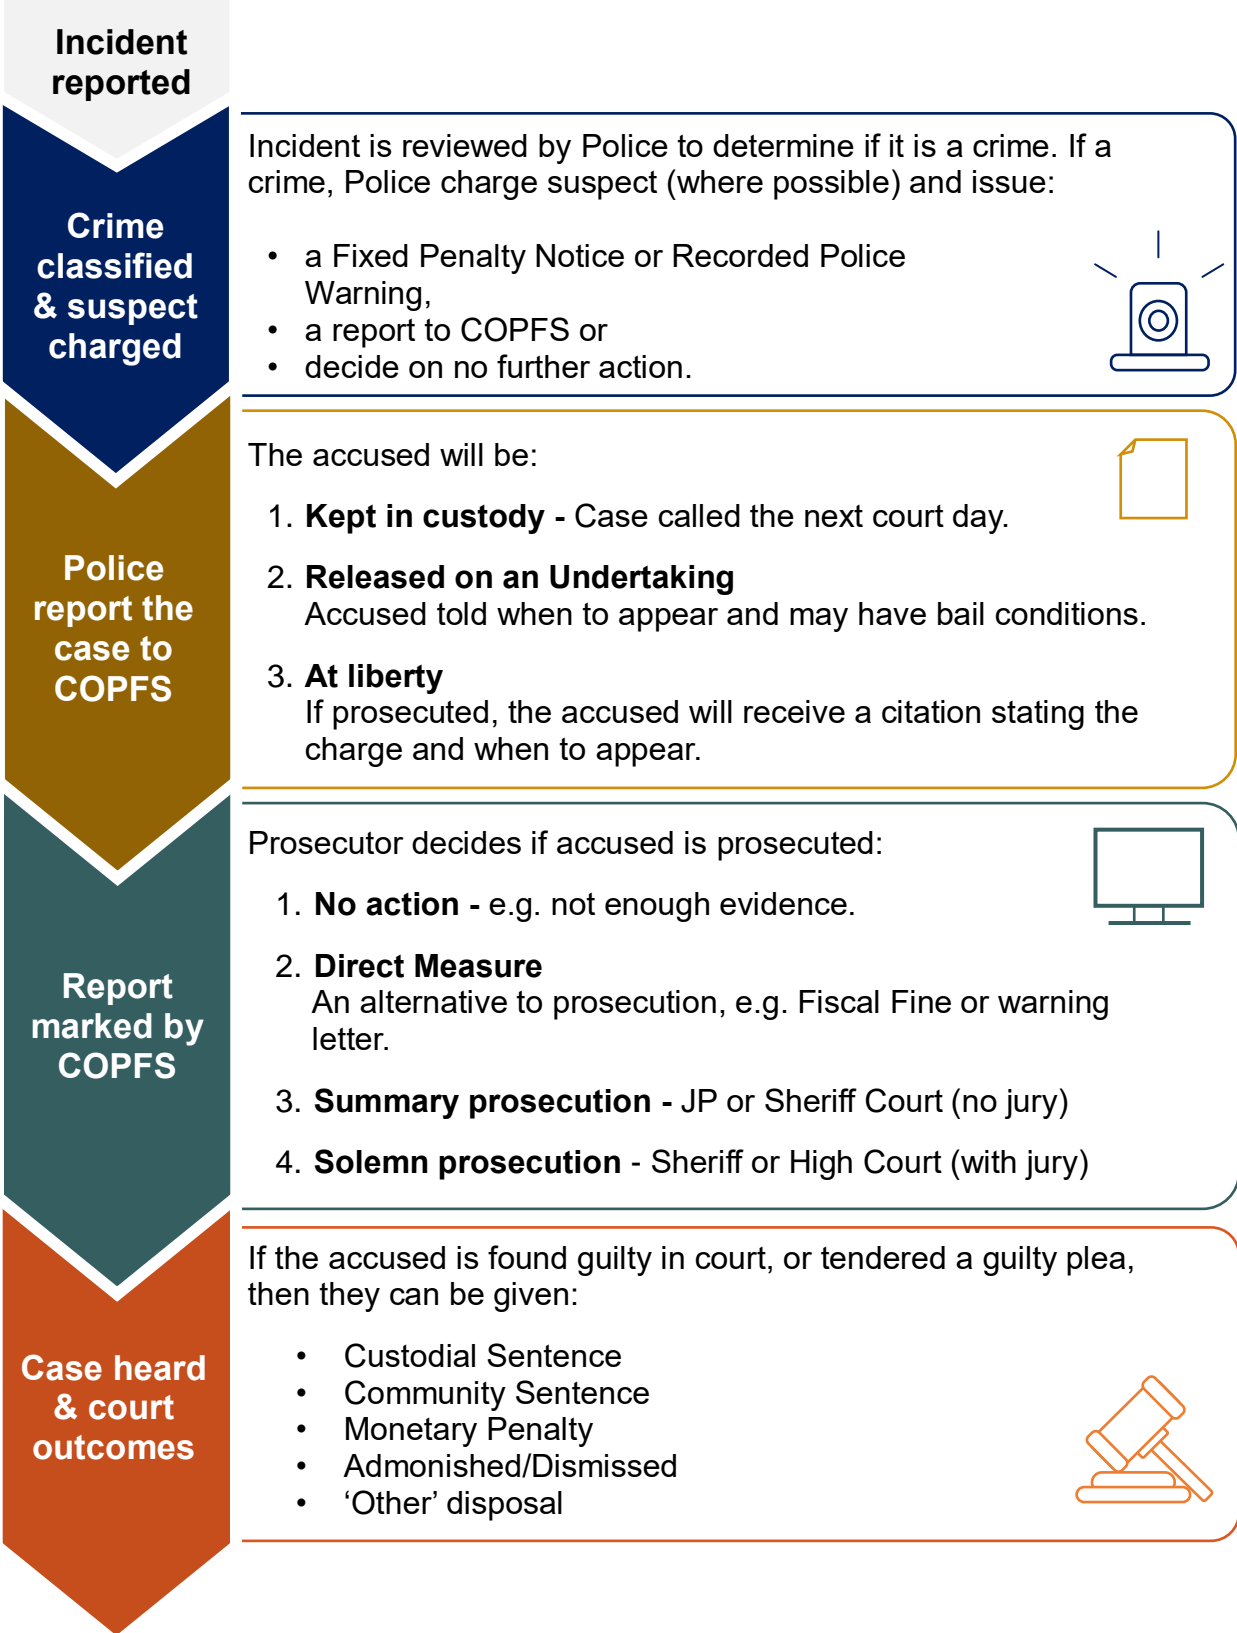 Incident
reported
Incident is reviewed by Police to determine if it is a crime. If a
crime, Police charge suspect (where possible) and issue:
Crime
classified
& suspect
charged
• a Fixed Penalty Notice or Recorded Police
Warning,
• a report to COPFS or
• decide on no further action.
Police
report the
case to
COPFS
The accused will be:
1. Kept in custody - Case called the next court day.
2. Released on an Undertaking
Accused told when to appear and may have bail conditions.
3. At liberty
If prosecuted, the accused will receive a citation stating the
charge and when to appear.
Report
marked by
COPFS
Prosecutor decides if accused is prosecuted:
1. No action - e.g. not enough evidence.
2. Direct Measure
An alternative to prosecution, e.g. Fiscal Fine or warning
letter.
3. Summary prosecution - JP or Sheriff Court (no jury)
4. Solemn prosecution - Sheriff or High Court (with jury)
Case heard
& court
outcomes
If the accused is found guilty in court, or tendered a guilty plea,
then they can be given:
• Custodial Sentence
• Community Sentence
• Monetary Penalty
• Admonished/Dismissed
• ‘Other’ disposal